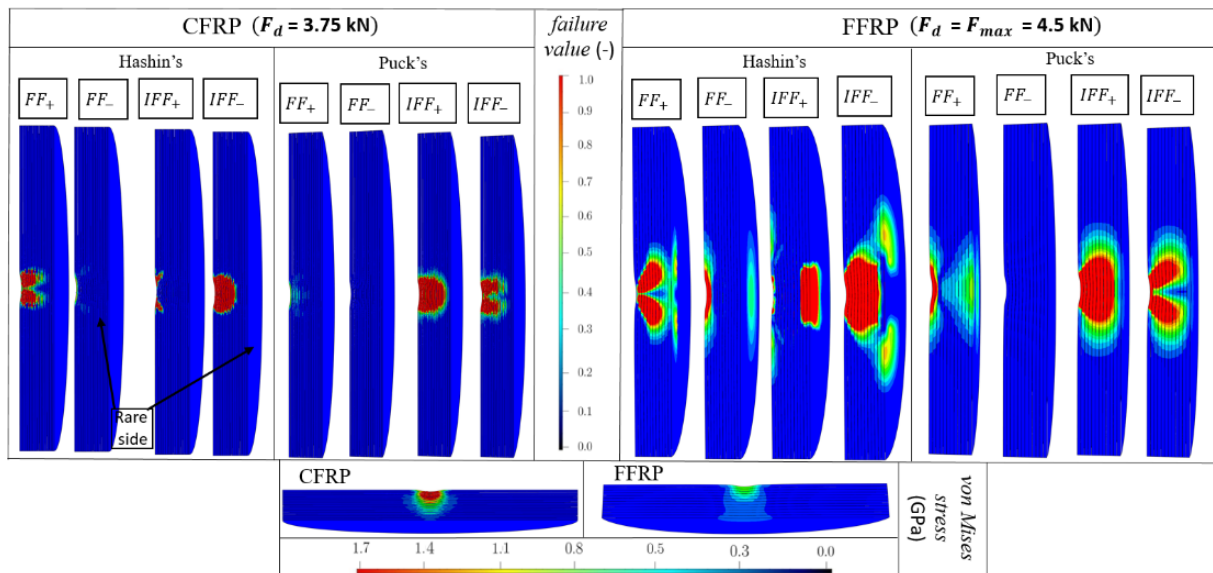 CFRP (F_d = 3.75 kN)
failure
value (-)
FFRP (F_d = F_max = 4.5 kN)
Hashin's
Puck's
Hashin's
Puck's
FF+
FF−
IFF+
IFF−
FF+
FF−
IFF+
IFF−
FF+
FF−
IFF+
IFF−
FF+
FF−
IFF+
IFF−
1.0
0.9
0.8
0.7
0.6
0.5
0.4
0.3
0.2
0.1
0.0
Rare
side
CFRP
FFRP
von Mises
stress
(GPa)
1.7 1.4 1.1 0.8 0.5 0.3 0.0